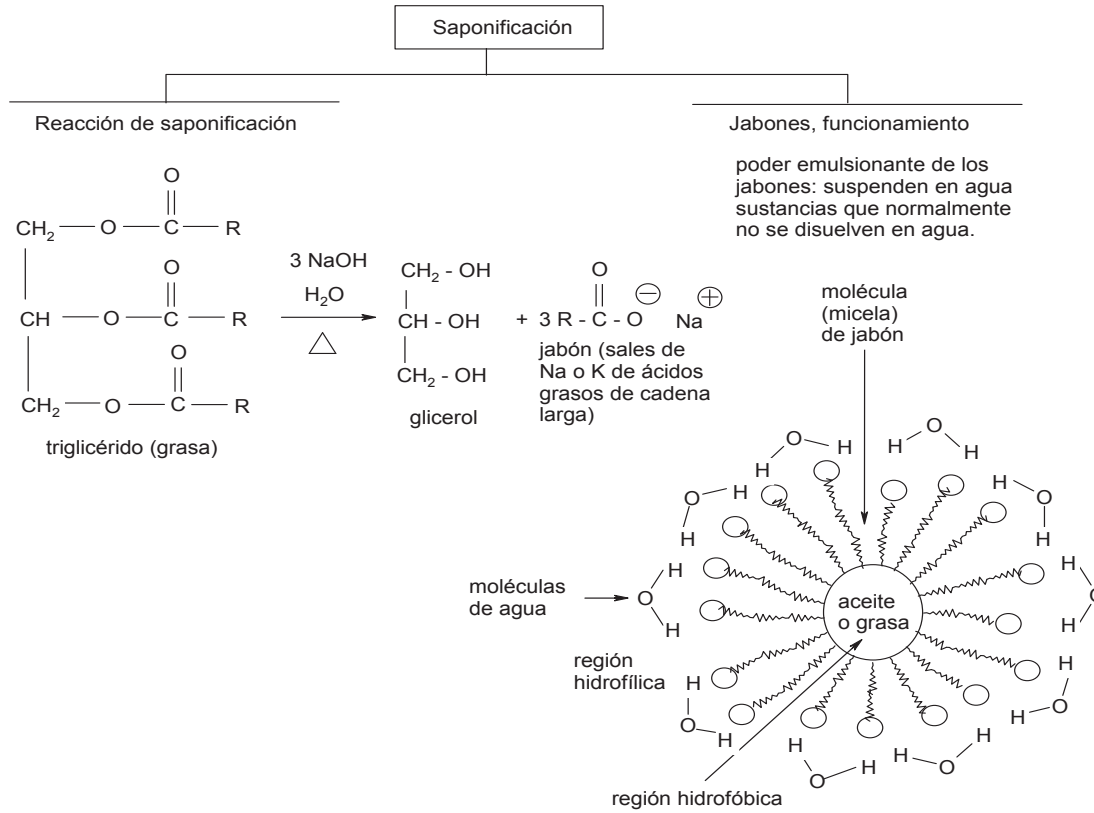 Saponificación
Reacción de saponificación
O
CH2 — O — C — R
O
CH — O — C — R
O
CH2 — O — C — R
triglicérido (grasa)
3 NaOH
H2O
△
CH2 - OH
CH - OH
CH2 - OH
glicerol
O
+ 3 R - C - O ⊖ Na ⊕
jabón (sales de
Na o K de ácidos
grasos de cadena
larga)
Jabones, funcionamiento
poder emulsionante de los
jabones: suspenden en agua
sustancias que normalmente
no se disuelven en agua.
molécula
(micela)
de jabón
H O H
H O H
H O H
H O H
moléculas
de agua
H O H
H O H
aceite
o grasa
región
hidrofílica
H O H
H O H
H O H
H O H
región hidrofóbica